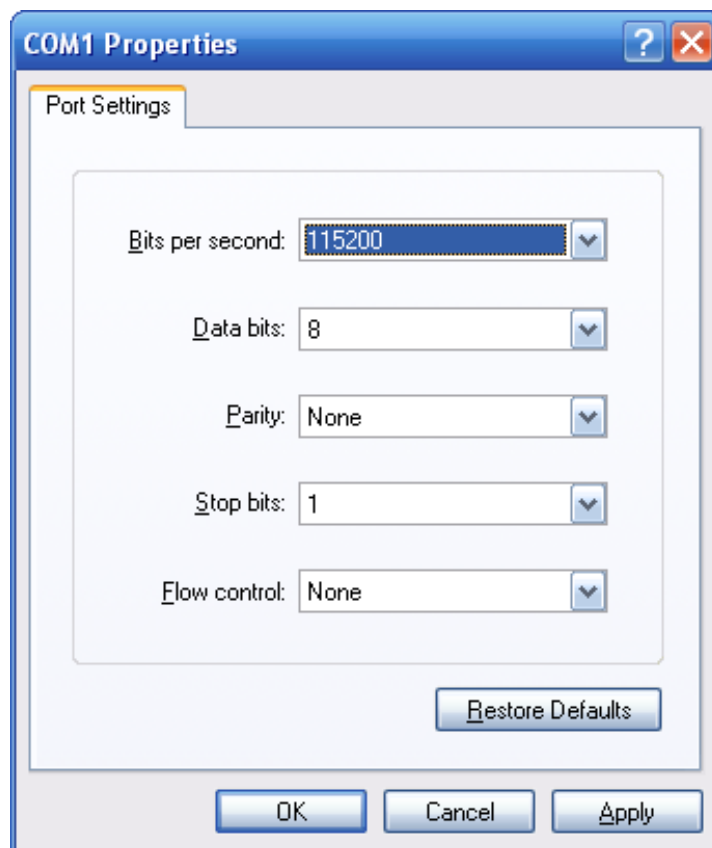 COM1 Properties
Port Settings
Bits per second: 115200
Data bits: 8
Parity: None
Stop bits: 1
Flow control: None
Restore Defaults
OK Cancel Apply